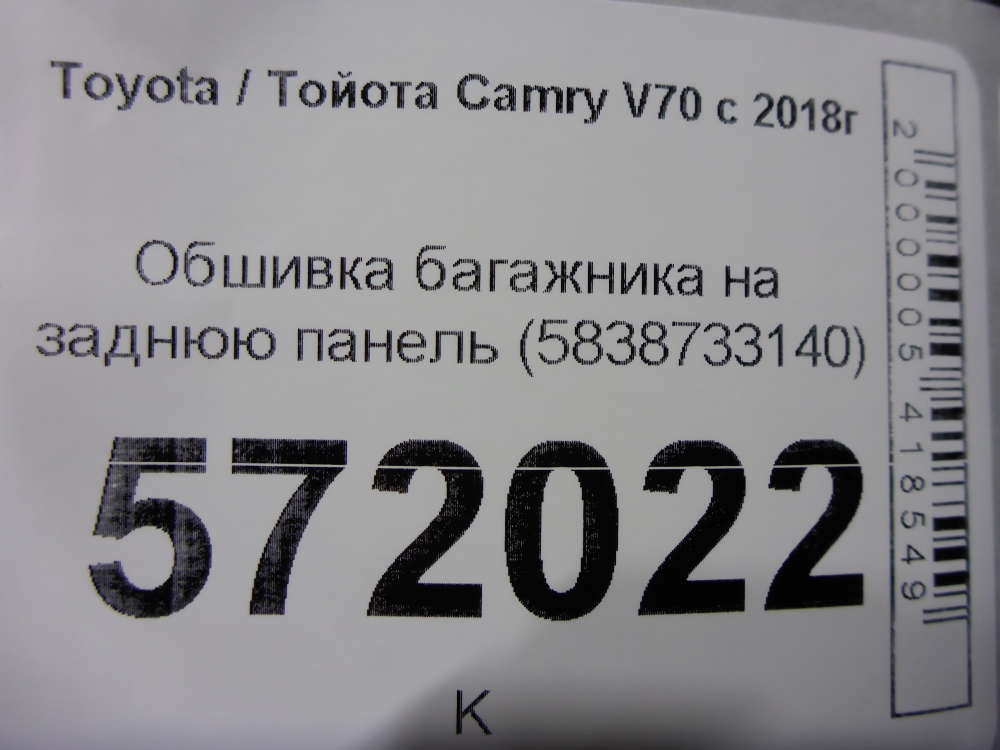 Toyota / Тойота Camry V70 с 2018г
Обшивка багажника на
заднюю панель (5838733140)
572022
К
2000005418549